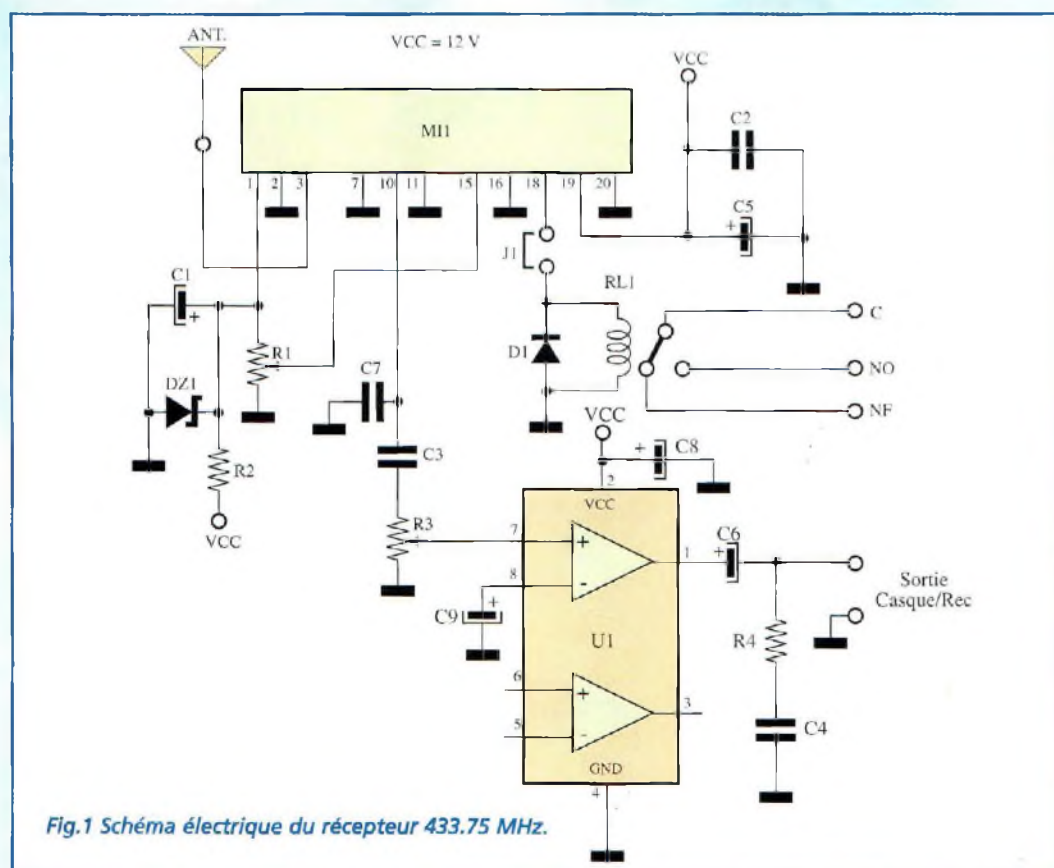 ANT.
VCC = 12 V
VCC
C2
MI1
1 2 3 7 10 11 15 16 18 19 20
C5
+
J1
C1
+
RL1
C
R1
D1
C7
NO
DZ1
NF
VCC
C8
+
R2
C3
2
VCC
VCC
R3
7
+
1
C6
+
8
-
Sortie
Casque/Rec
C9
+
U1
R4
6
+
3
5
-
C4
GND
4
Fig.1 Schéma électrique du récepteur 433.75 MHz.